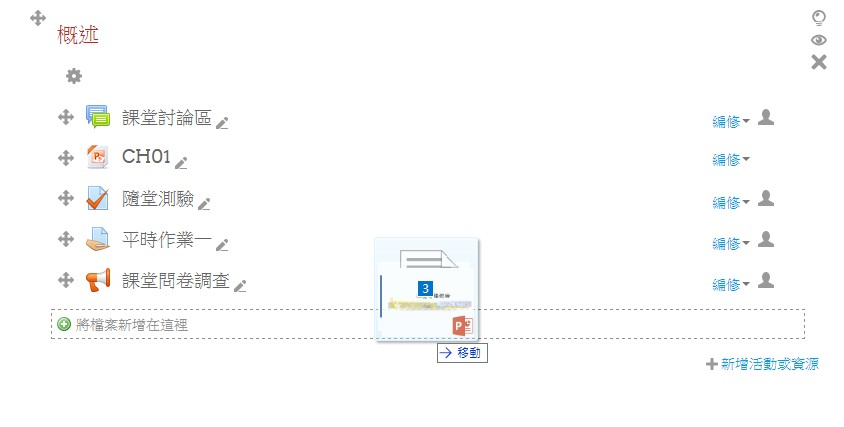 概述
課堂討論區
編修
CH01
編修
隨堂測驗
編修
平時作業一
編修
課堂問卷調查
編修
3
P
將檔案新增在這裡
移動
新增活動或資源